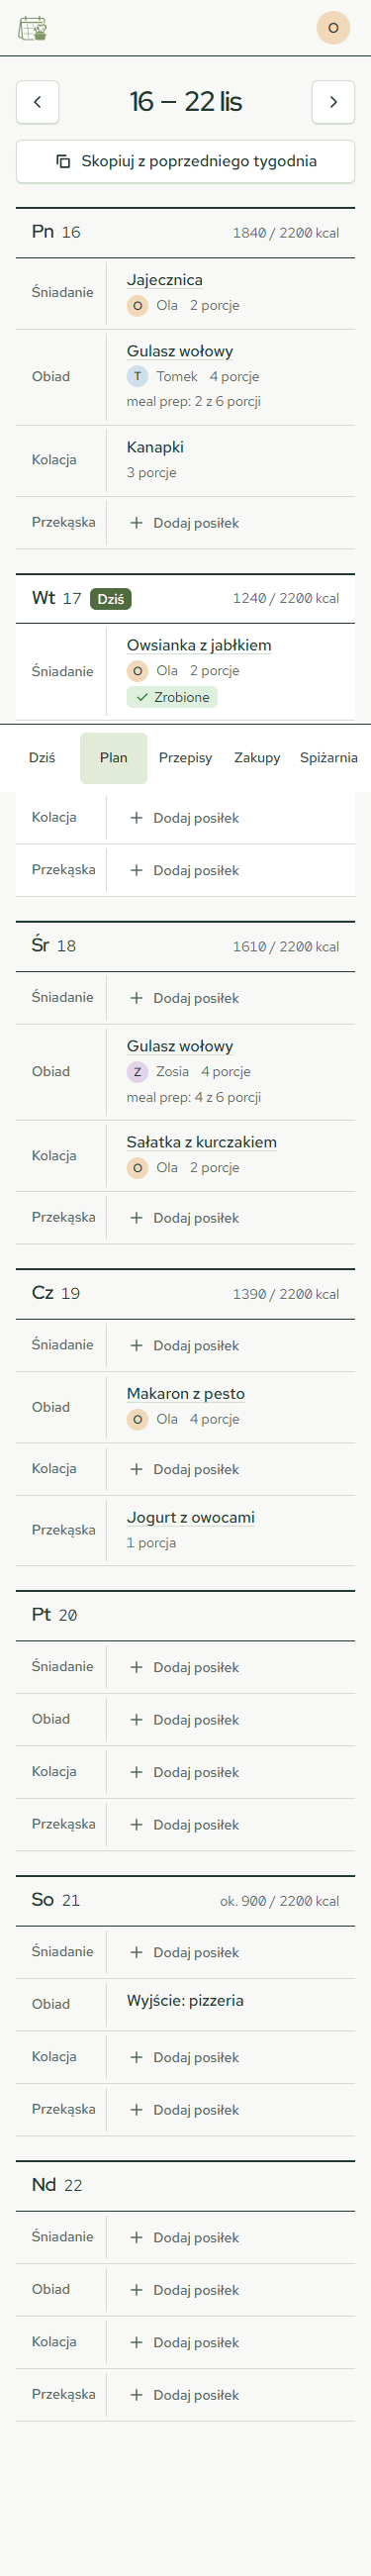 O
16 – 22 lis
Skopiuj z poprzedniego tygodnia
Pn 16 1840 / 2200 kcal
Śniadanie
Jajecznica
O Ola 2 porcje
Obiad
Gulasz wołowy
T Tomek 4 porcje
meal prep: 2 z 6 porcji
Kolacja
Kanapki
3 porcje
Przekąska
Dodaj posiłek
Wt 17 Dziś 1240 / 2200 kcal
Śniadanie
Owsianka z jabłkiem
O Ola 2 porcje
Zrobione
Dziś Plan Przepisy Zakupy Spiżarnia
Kolacja
Dodaj posiłek
Przekąska
Dodaj posiłek
Śr 18 1610 / 2200 kcal
Śniadanie
Dodaj posiłek
Obiad
Gulasz wołowy
Z Zosia 4 porcje
meal prep: 4 z 6 porcji
Kolacja
Sałatka z kurczakiem
O Ola 2 porcje
Przekąska
Dodaj posiłek
Cz 19 1390 / 2200 kcal
Śniadanie
Dodaj posiłek
Obiad
Makaron z pesto
O Ola 4 porcje
Kolacja
Dodaj posiłek
Przekąska
Jogurt z owocami
1 porcja
Pt 20
Śniadanie
Dodaj posiłek
Obiad
Dodaj posiłek
Kolacja
Dodaj posiłek
Przekąska
Dodaj posiłek
So 21 ok. 900 / 2200 kcal
Śniadanie
Dodaj posiłek
Obiad
Wyjście: pizzeria
Kolacja
Dodaj posiłek
Przekąska
Dodaj posiłek
Nd 22
Śniadanie
Dodaj posiłek
Obiad
Dodaj posiłek
Kolacja
Dodaj posiłek
Przekąska
Dodaj posiłek